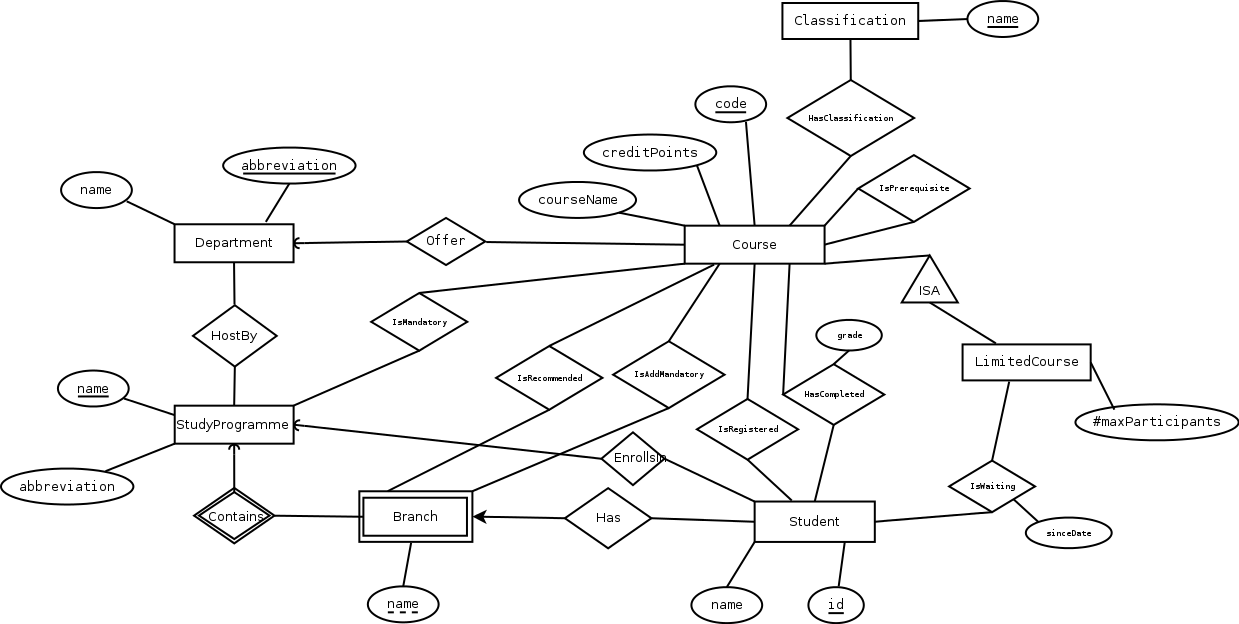 Classification
name
code
HasClassification
creditPoints
abbreviation
name
IsPrerequisite
courseName
Department
Offer
Course
ISA
IsMandatory
HostBy
grade
LimitedCourse
IsRecommended
IsAddMandatory
name
HasCompleted
#maxParticipants
StudyProgramme
IsRegistered
EnrollsIn
abbreviation
IsWaiting
Contains
Branch
Has
Student
sinceDate
name
name
id